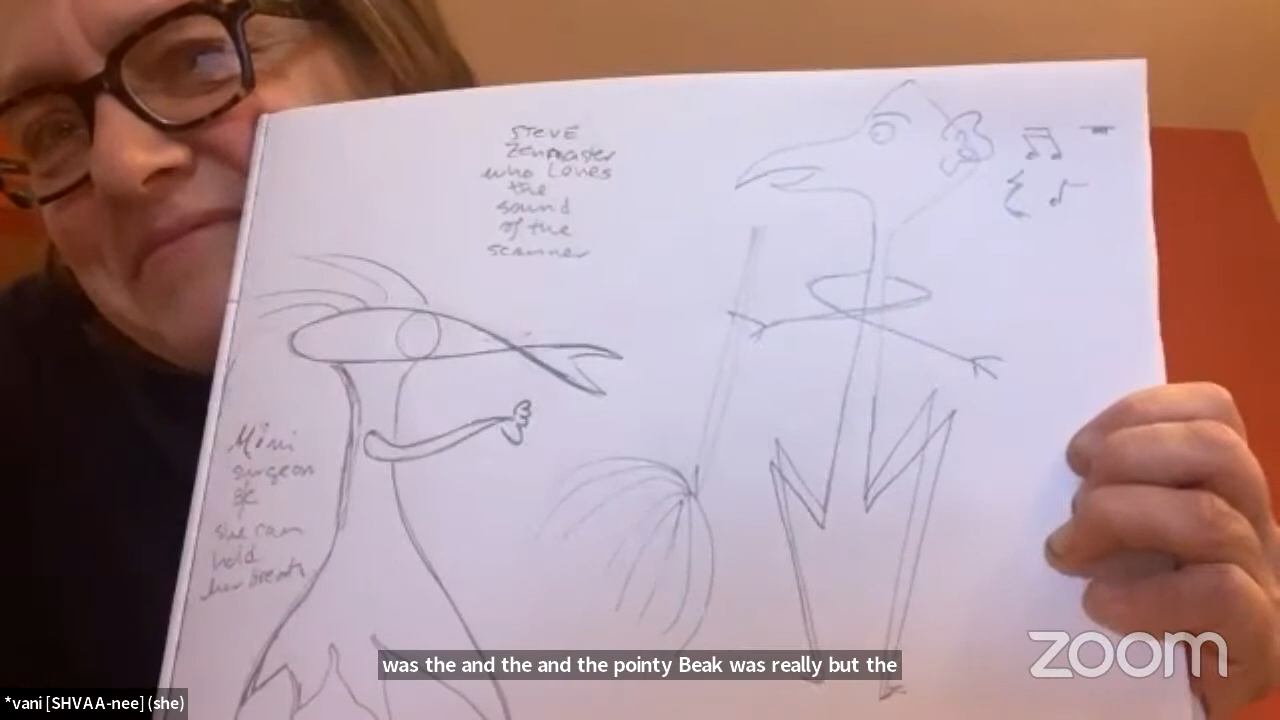 STEVE
Zenmaster
who Loves
the
sound
of the
scanner
Mimi
surgeon
b/c
she can
hold
her breath
was the and the and the pointy Beak was really but the
zoom
*vani [SHVAA-nee] (she)